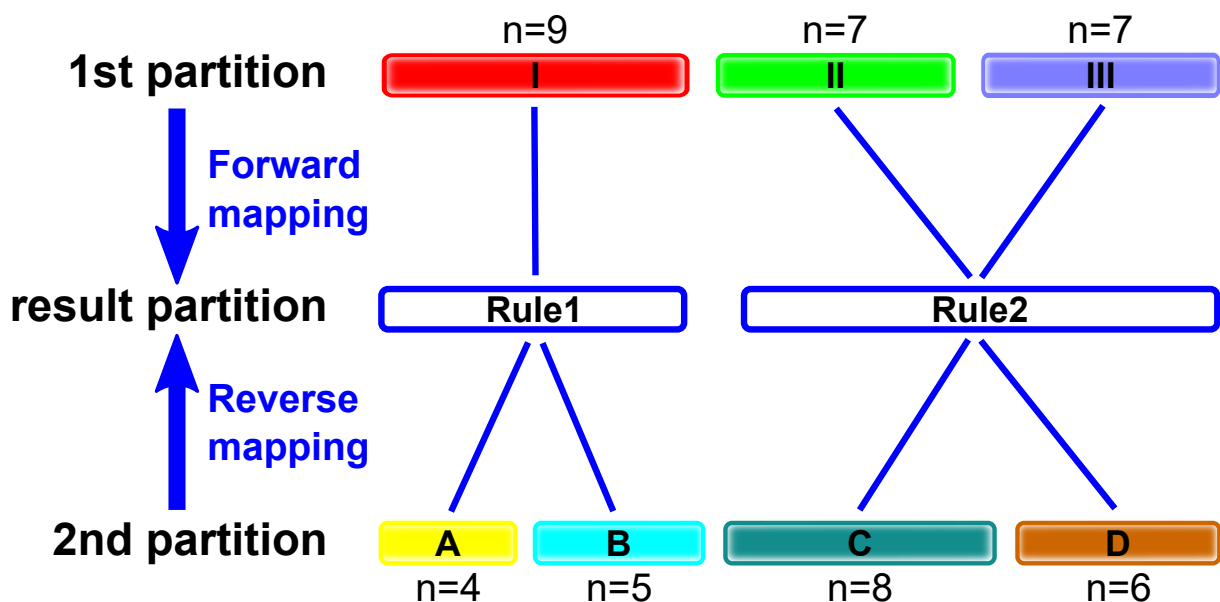 n=9
n=7
n=7
1st partition
I
II
III
Forward
mapping
result partition
Rule1
Rule2
Reverse
mapping
2nd partition
A
B
C
D
n=4
n=5
n=8
n=6